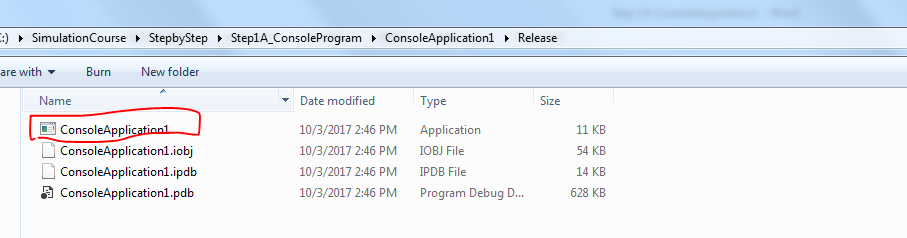 :) SimulationCourse StepbyStep Step1A_ConsoleProgram ConsoleApplication1 Release
are with Burn New folder
Name Date modified Type Size
ConsoleApplication1 10/3/2017 2:46 PM Application 11 KB
ConsoleApplication1.iobj 10/3/2017 2:46 PM IOBJ File 54 KB
ConsoleApplication1.ipdb 10/3/2017 2:46 PM IPDB File 14 KB
ConsoleApplication1.pdb 10/3/2017 2:46 PM Program Debug D... 628 KB